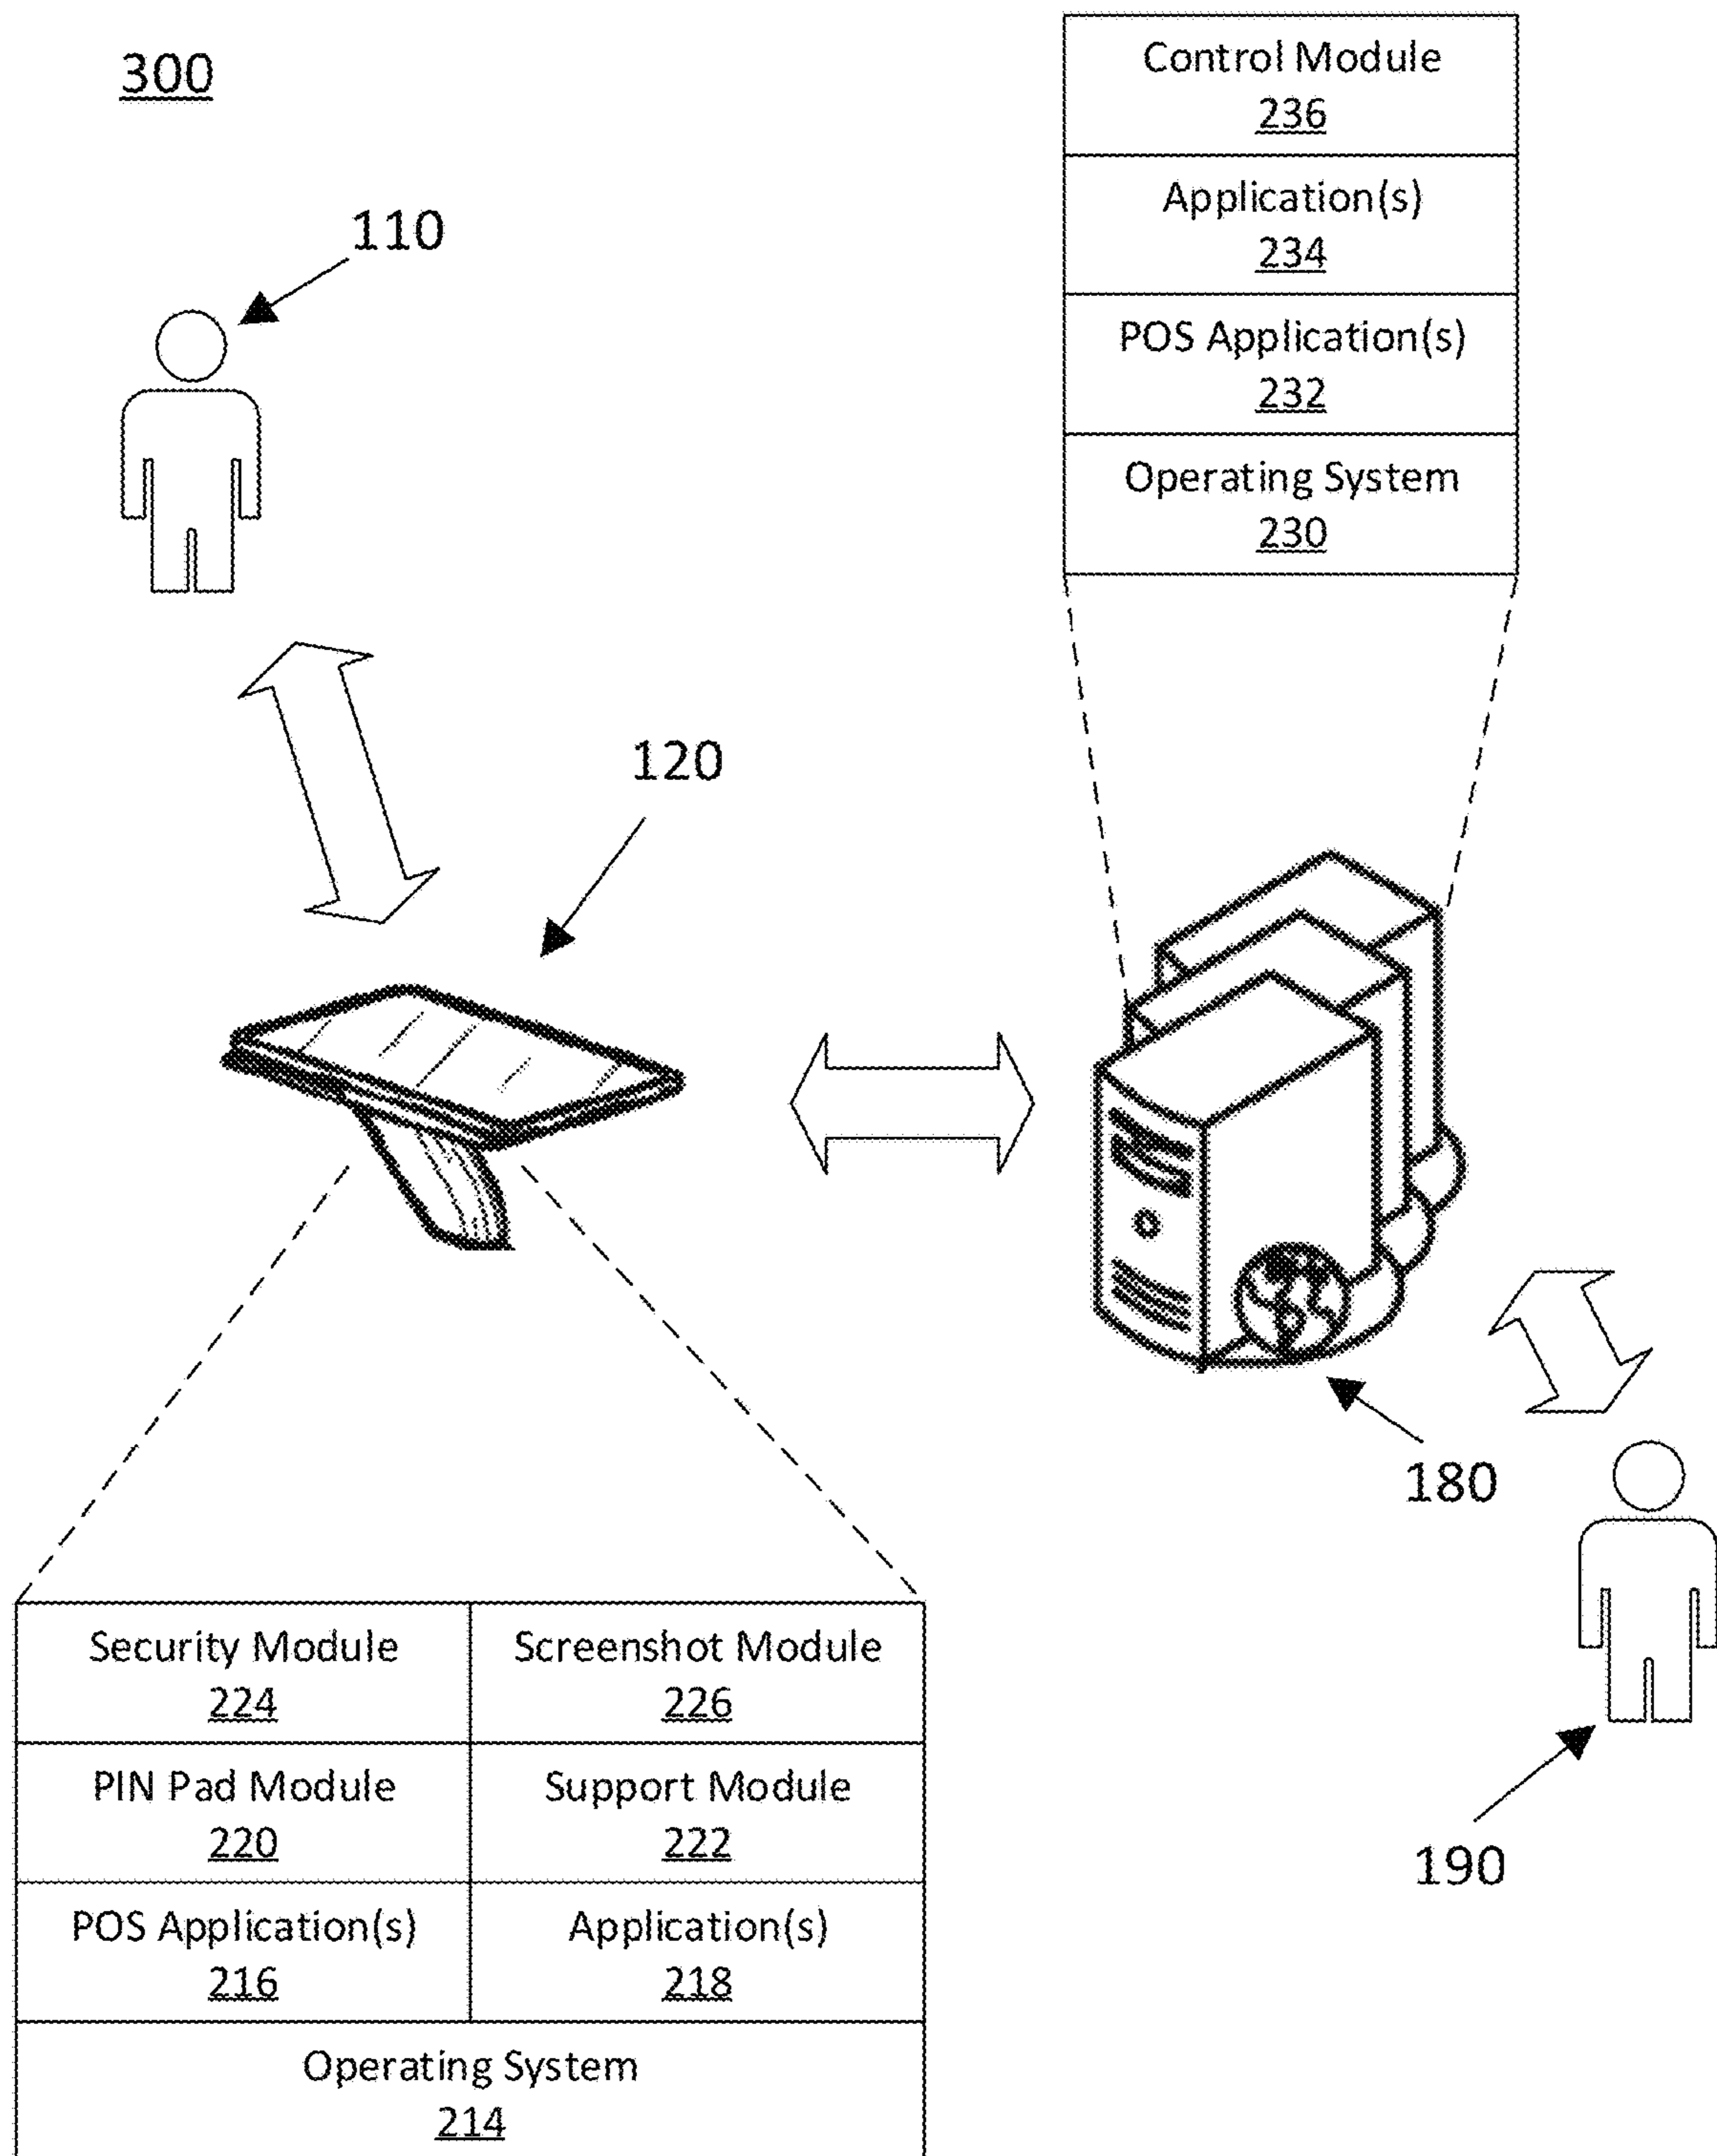 300
Control Module
236
Application(s)
234
POS Application(s)
232
Operating System
230
110
120
180
190
Security Module
224
Screenshot Module
226
PIN Pad Module
220
Support Module
222
POS Application(s)
216
Application(s)
218
Operating System
214